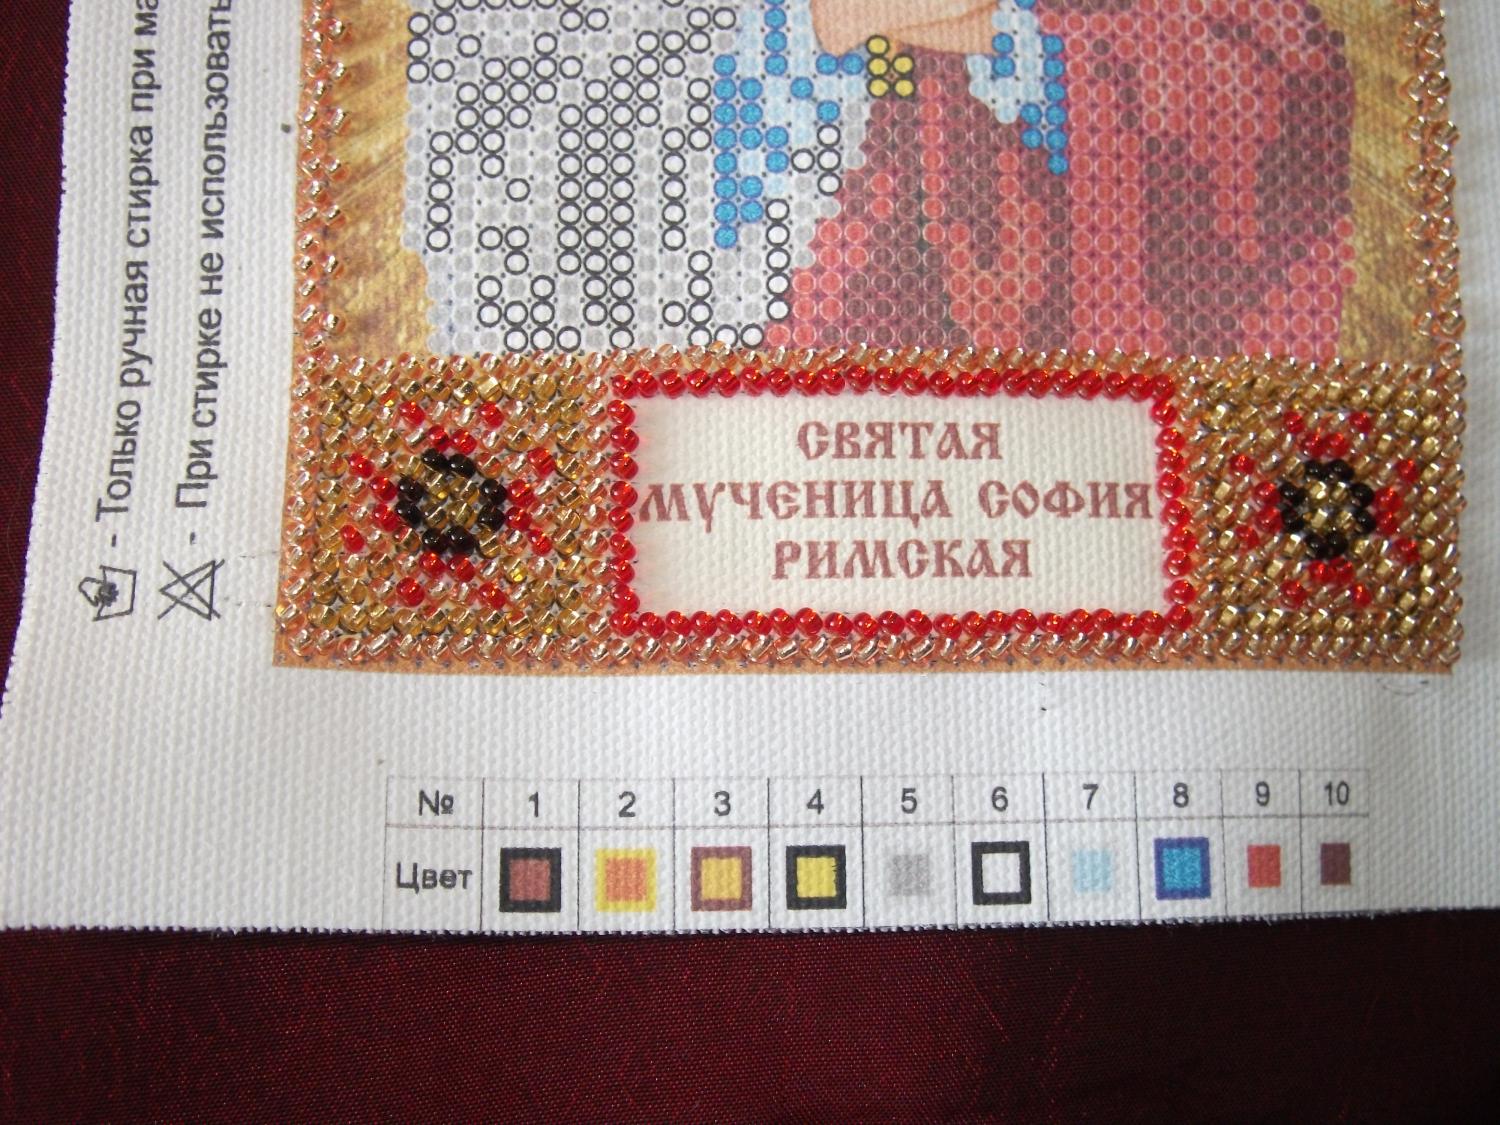 - Только ручная стирка при
- При стирке не использовать
СВЯТАЯ
МУЧЕНИЦА СОФИЯ
РИМСКАЯ
№ 1 2 3 4 5 6 7 8 9 10
Цвет